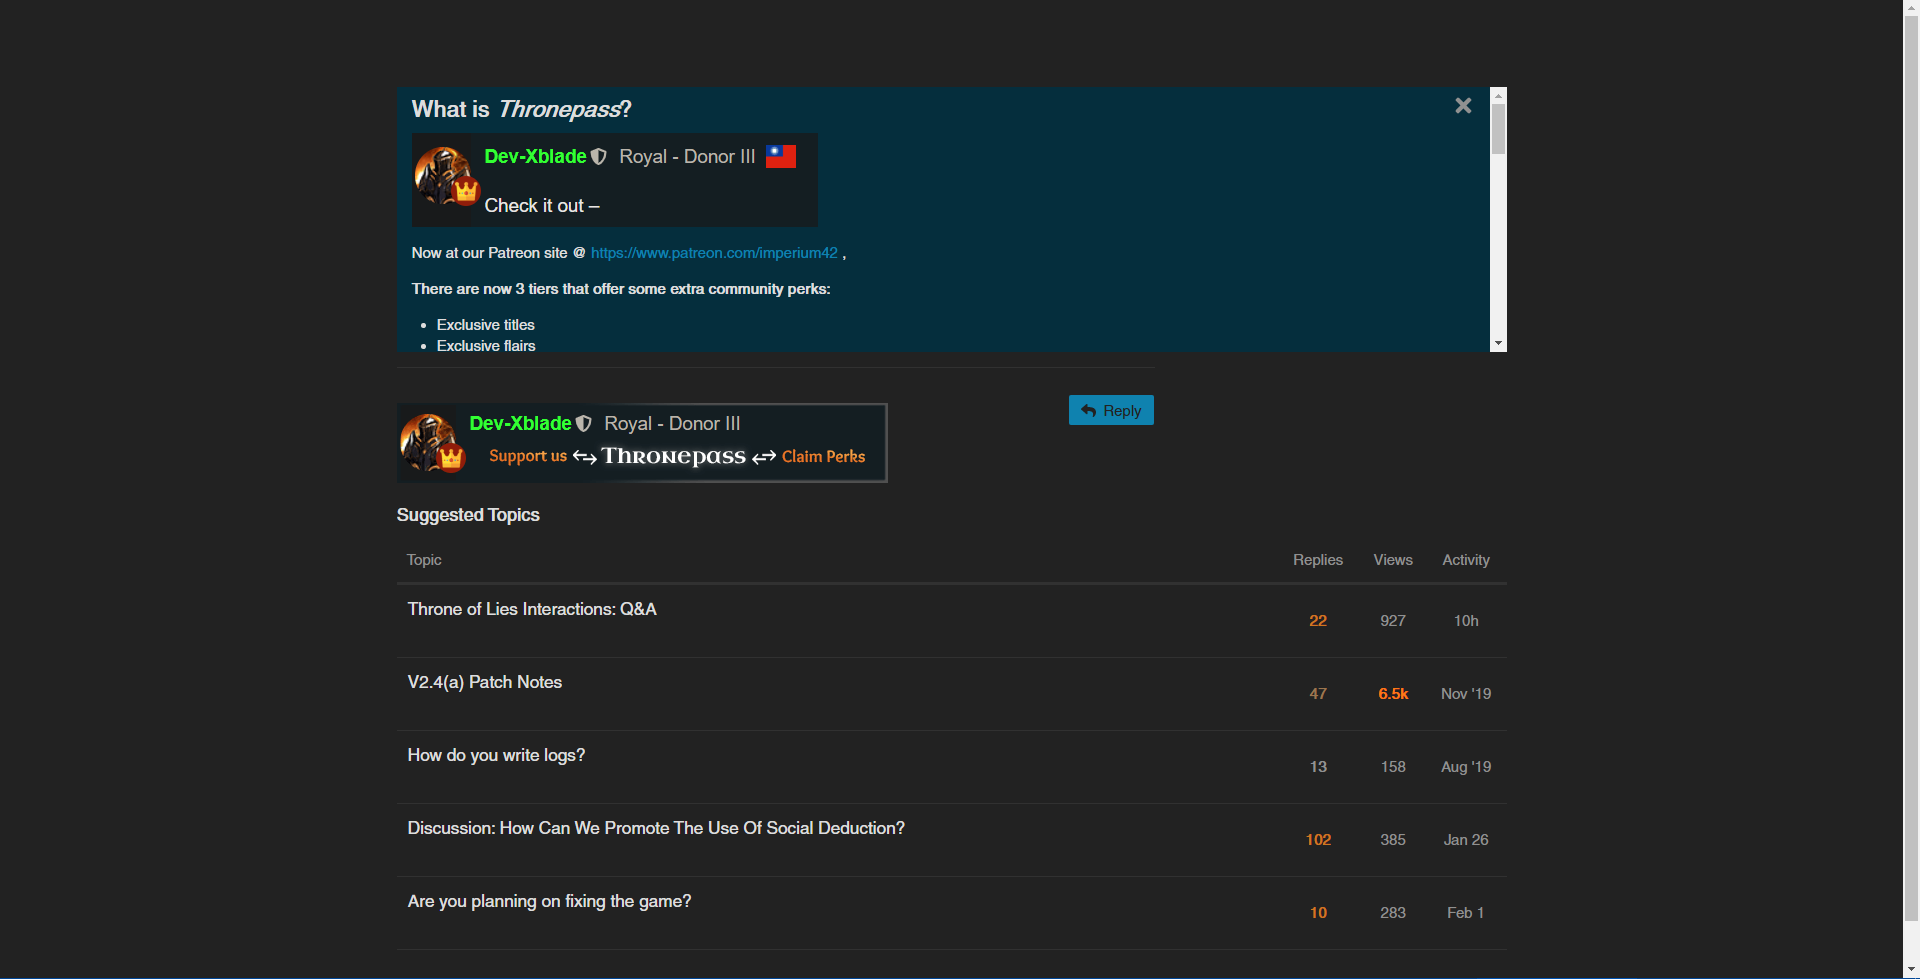 What is Thronepass?
Dev-Xblade Royal - Donor III
Check it out –
Now at our Patreon site @ https://www.patreon.com/imperium42 ,
There are now 3 tiers that offer some extra community perks:
Exclusive titles
Exclusive flairs
Reply
Dev-Xblade Royal - Donor III
Support us Thronepass Claim Perks
Suggested Topics
Topic Replies Views Activity
Throne of Lies Interactions: Q&A 22 927 10h
V2.4(a) Patch Notes 47 6.5k Nov '19
How do you write logs? 13 158 Aug '19
Discussion: How Can We Promote The Use Of Social Deduction? 102 385 Jan 26
Are you planning on fixing the game? 10 283 Feb 1